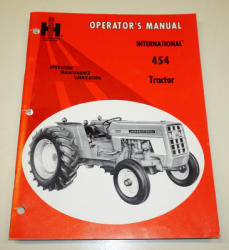 OPERATOR'S MANUAL
INTERNATIONAL
454
Tractor
OPERATION
MAINTENANCE
LUBRICATION